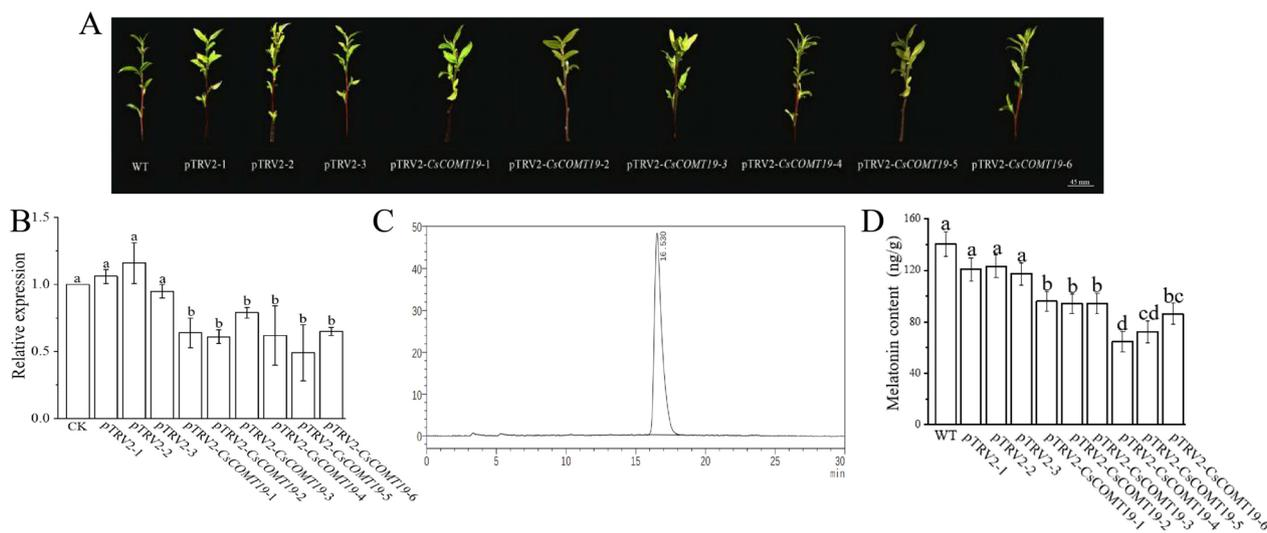 A
WT pTRV2-1 pTRV2-2 pTRV2-3 pTRV2-CsCOMT19-1 pTRV2-CsCOMT19-2 pTRV2-CsCOMT19-3 pTRV2-CsCOMT19-4 pTRV2-CsCOMT19-5 pTRV2-CsCOMT19-6
45 mm
B
Relative expression
1.5
1.0
0.5
0.0
a a a a b b b b b b
CK pTRV2-1 pTRV2-2 pTRV2-3 pTRV2-CsCOMT19-1 pTRV2-CsCOMT19-2 pTRV2-CsCOMT19-3 pTRV2-CsCOMT19-4 pTRV2-CsCOMT19-5 pTRV2-CsCOMT19-6
C
50
40
30
20
10
0
16.530
0 5 10 15 20 25 30
min
D
Melatonin content (ng/g)
160
120
80
40
0
a a a a b b b d cd bc
WT pTRV2-1 pTRV2-2 pTRV2-3 pTRV2-CsCOMT19-1 pTRV2-CsCOMT19-2 pTRV2-CsCOMT19-3 pTRV2-CsCOMT19-4 pTRV2-CsCOMT19-5 pTRV2-CsCOMT19-6